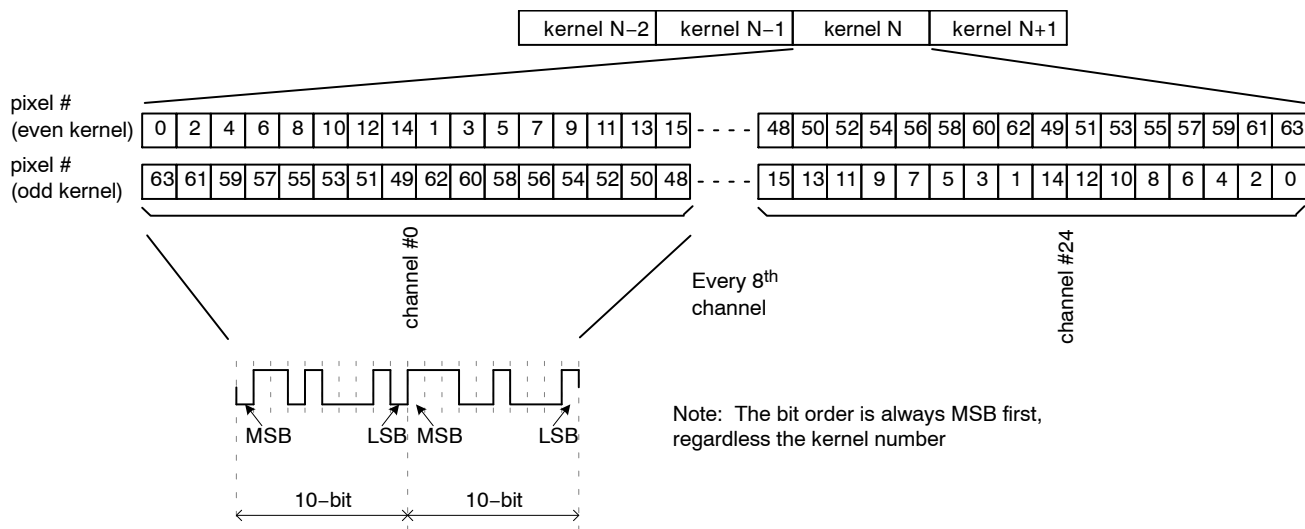 kernel N−2 kernel N−1 kernel N kernel N+1
pixel #
(even kernel) 0 2 4 6 8 10 12 14 1 3 5 7 9 11 13 15 - - - - 48 50 52 54 56 58 60 62 49 51 53 55 57 59 61 63
pixel #
(odd kernel) 63 61 59 57 55 53 51 49 62 60 58 56 54 52 50 48 - - - - 15 13 11 9 7 5 3 1 14 12 10 8 6 4 2 0
channel #0
Every 8th
channel
channel #24
MSB LSB MSB LSB
Note: The bit order is always MSB first,
regardless the kernel number
10−bit 10−bit